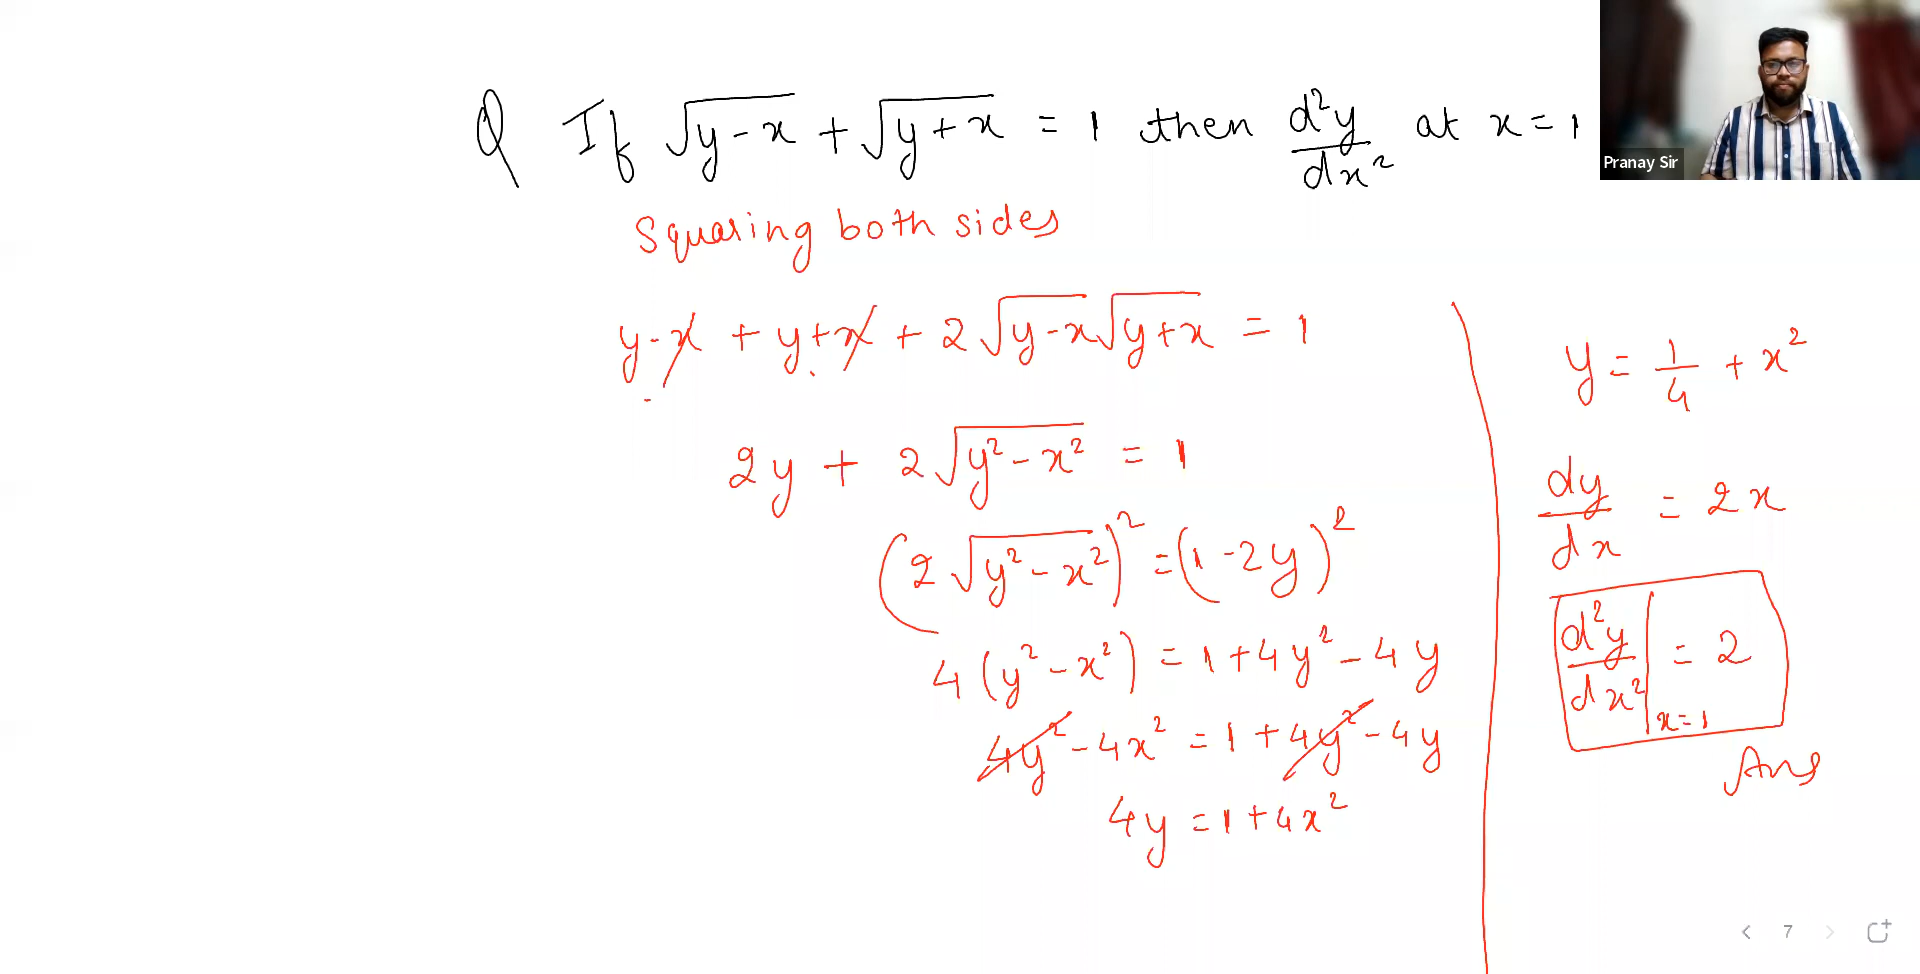 Q If √(y-x) + √(y+x) = 1 then d²y/dx² at x=1
Pranay Sir
Squaring both sides
y-x + y+x + 2√(y-x)√(y+x) = 1
2y + 2√(y²-x²) = 1
(2√(y²-x²))² = (1-2y)²
4(y²-x²) = 1+4y²-4y
4y²-4x² = 1+4y²-4y
4y = 1+4x²
y = 1/4 + x²
dy/dx = 2x
d²y/dx²|x=1 = 2
Ans
7